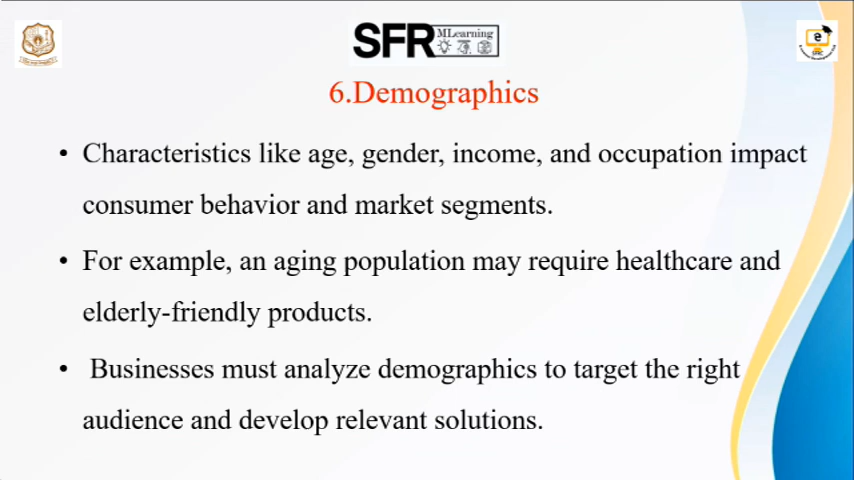 SFR MLearning
6.Demographics
• Characteristics like age, gender, income, and occupation impact
consumer behavior and market segments.
• For example, an aging population may require healthcare and
elderly-friendly products.
• Businesses must analyze demographics to target the right
audience and develop relevant solutions.